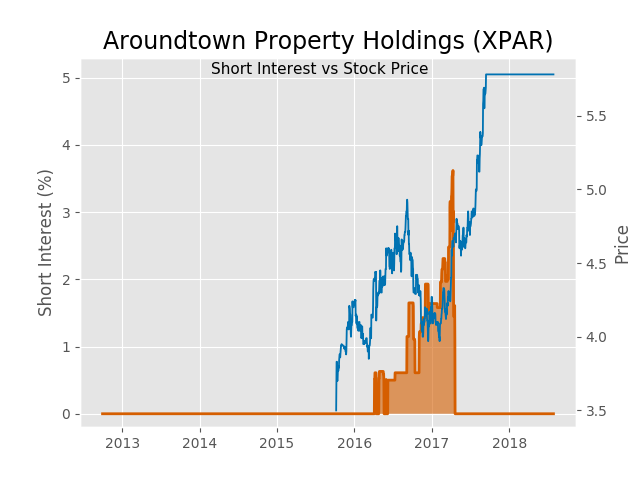 Aroundtown Property Holdings (XPAR)
Short Interest vs Stock Price
Short Interest (%)
5
4
3
2
1
0
5.5
5.0
4.5
4.0
3.5
Price
2013 2014 2015 2016 2017 2018